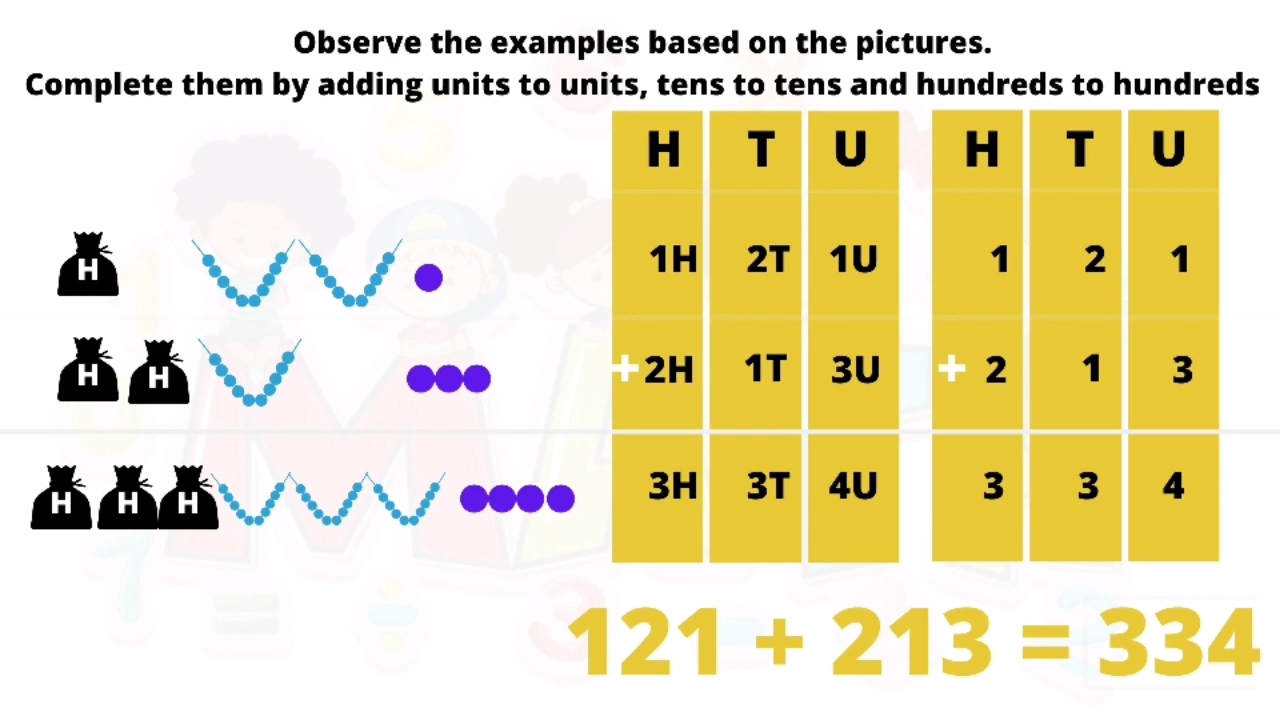 Observe the examples based on the pictures.
Complete them by adding units to units, tens to tens and hundreds to hundreds
H T U H T U
H 1H 2T 1U 1 2 1
H H +2H 1T 3U + 2 1 3
H H H 3H 3T 4U 3 3 4
121 + 213 = 334